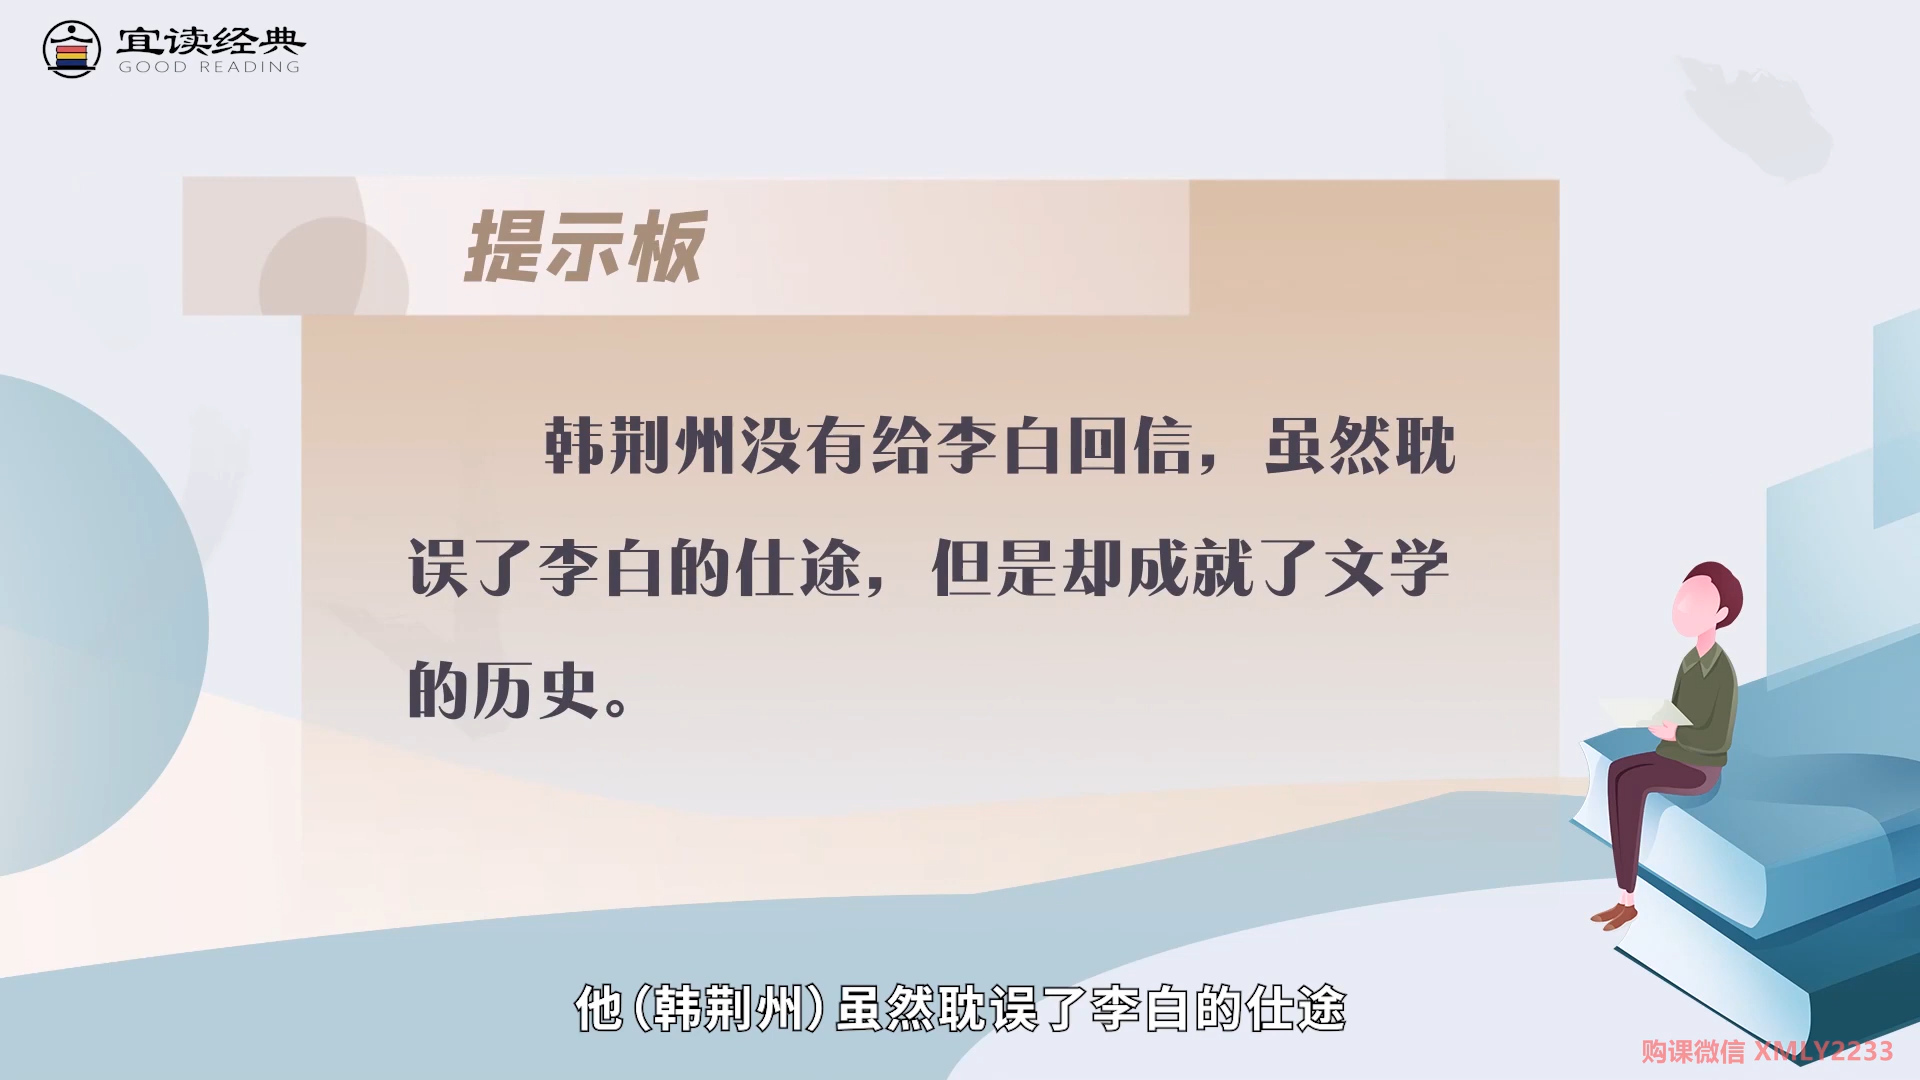 宜读经典
GOOD READING
提示板
韩荆州没有给李白回信，虽然耽
误了李白的仕途，但是却成就了文学
的历史。
他（韩荆州）虽然耽误了李白的仕途
购课微信 XMLY2233